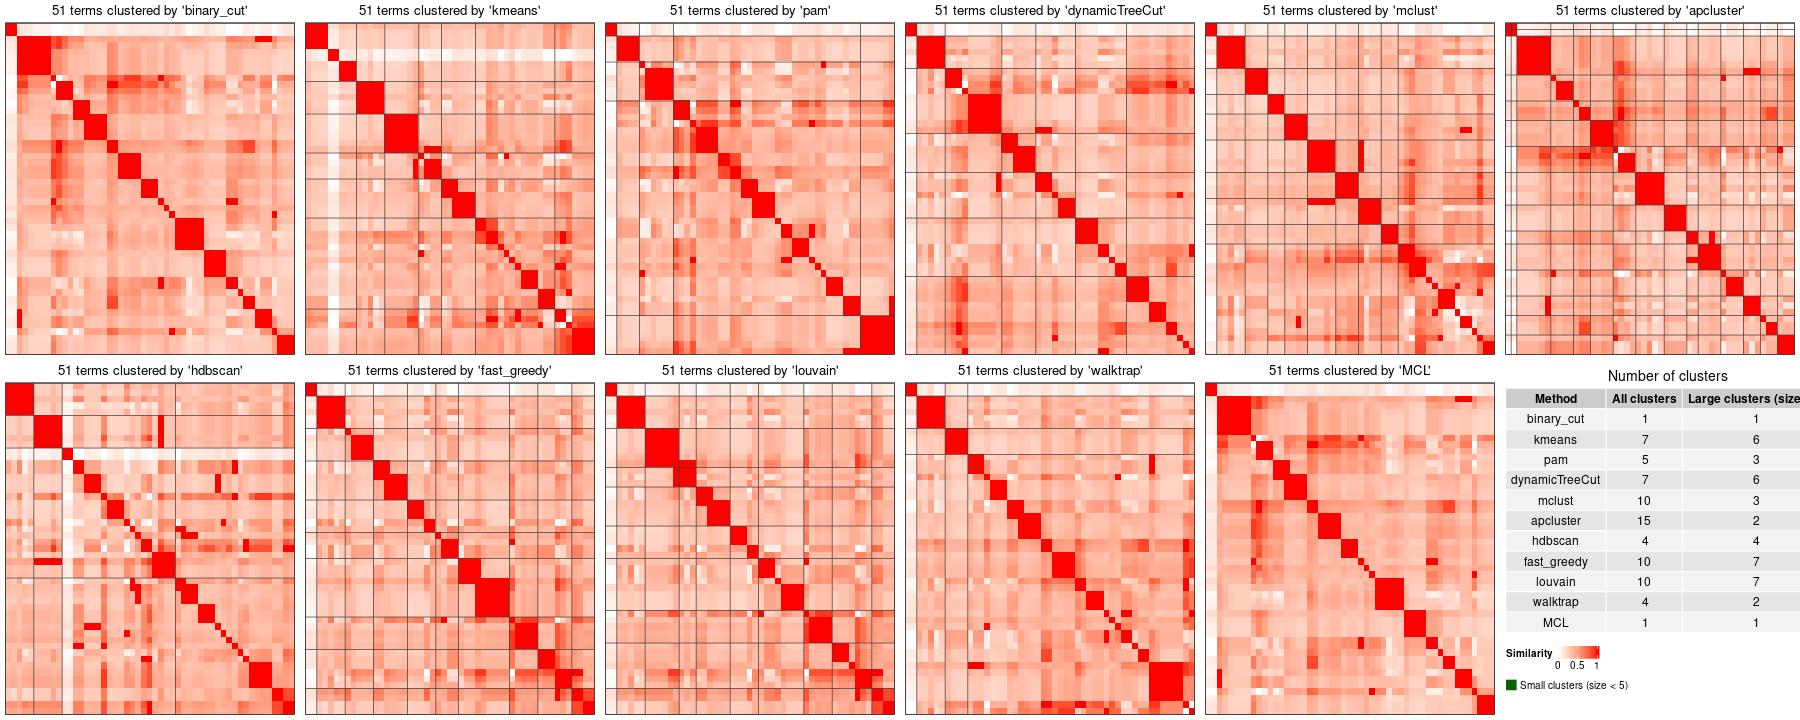 51 terms clustered by 'binary_cut'
51 terms clustered by 'kmeans'
51 terms clustered by 'pam'
51 terms clustered by 'dynamicTreeCut'
51 terms clustered by 'mclust'
51 terms clustered by 'apcluster'
51 terms clustered by 'hdbscan'
51 terms clustered by 'fast_greedy'
51 terms clustered by 'louvain'
51 terms clustered by 'walktrap'
51 terms clustered by 'MCL'
Number of clusters
Method All clusters Large clusters (size
binary_cut 1 1
kmeans 7 6
pam 5 3
dynamicTreeCut 7 6
mclust 10 3
apcluster 15 2
hdbscan 4 4
fast_greedy 10 7
louvain 10 7
walktrap 4 2
MCL 1 1
Similarity
0 0.5 1
Small clusters (size < 5)